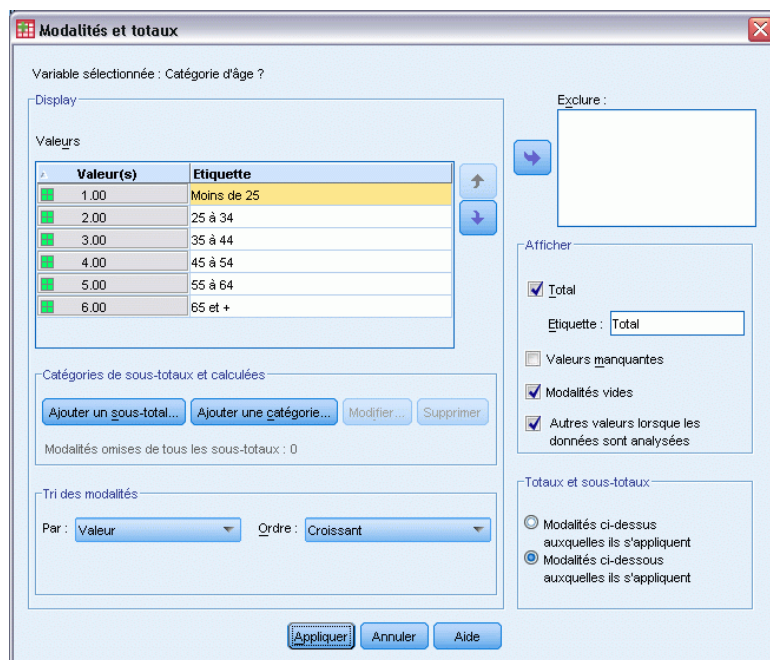 Modalités et totaux
Variable sélectionnée : Catégorie d'âge ?
Display
Valeurs
Valeur(s) Etiquette
1.00 Moins de 25
2.00 25 à 34
3.00 35 à 44
4.00 45 à 54
5.00 55 à 64
6.00 65 et +
Catégories de sous-totaux et calculées
Ajouter un sous-total... Ajouter une catégorie... Modifier... Supprimer
Modalités omises de tous les sous-totaux : 0
Tri des modalités
Par : Valeur Ordre : Croissant
Exclure :
Afficher
Total
Etiquette : Total
Valeurs manquantes
Modalités vides
Autres valeurs lorsque les
données sont analysées
Totaux et sous-totaux
Modalités ci-dessus
auxquelles ils s'appliquent
Modalités ci-dessous
auxquelles ils s'appliquent
Appliquer Annuler Aide